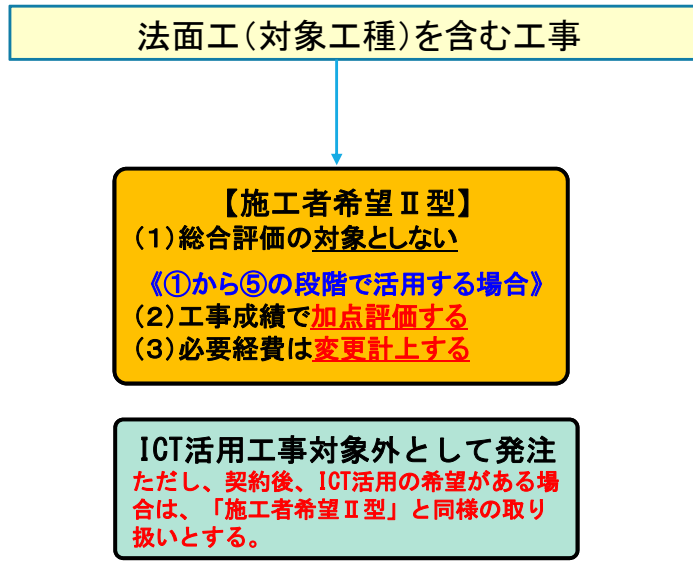 法面工（対象工種）を含む工事
【施工者希望Ⅱ型】
（１）総合評価の対象としない
《①から⑤の段階で活用する場合》
（２）工事成績で加点評価する
（３）必要経費は変更計上する
ICT活用工事対象外として発注
ただし、契約後、ICT活用の希望がある場
合は、「施工者希望Ⅱ型」と同様の取り
扱いとする。